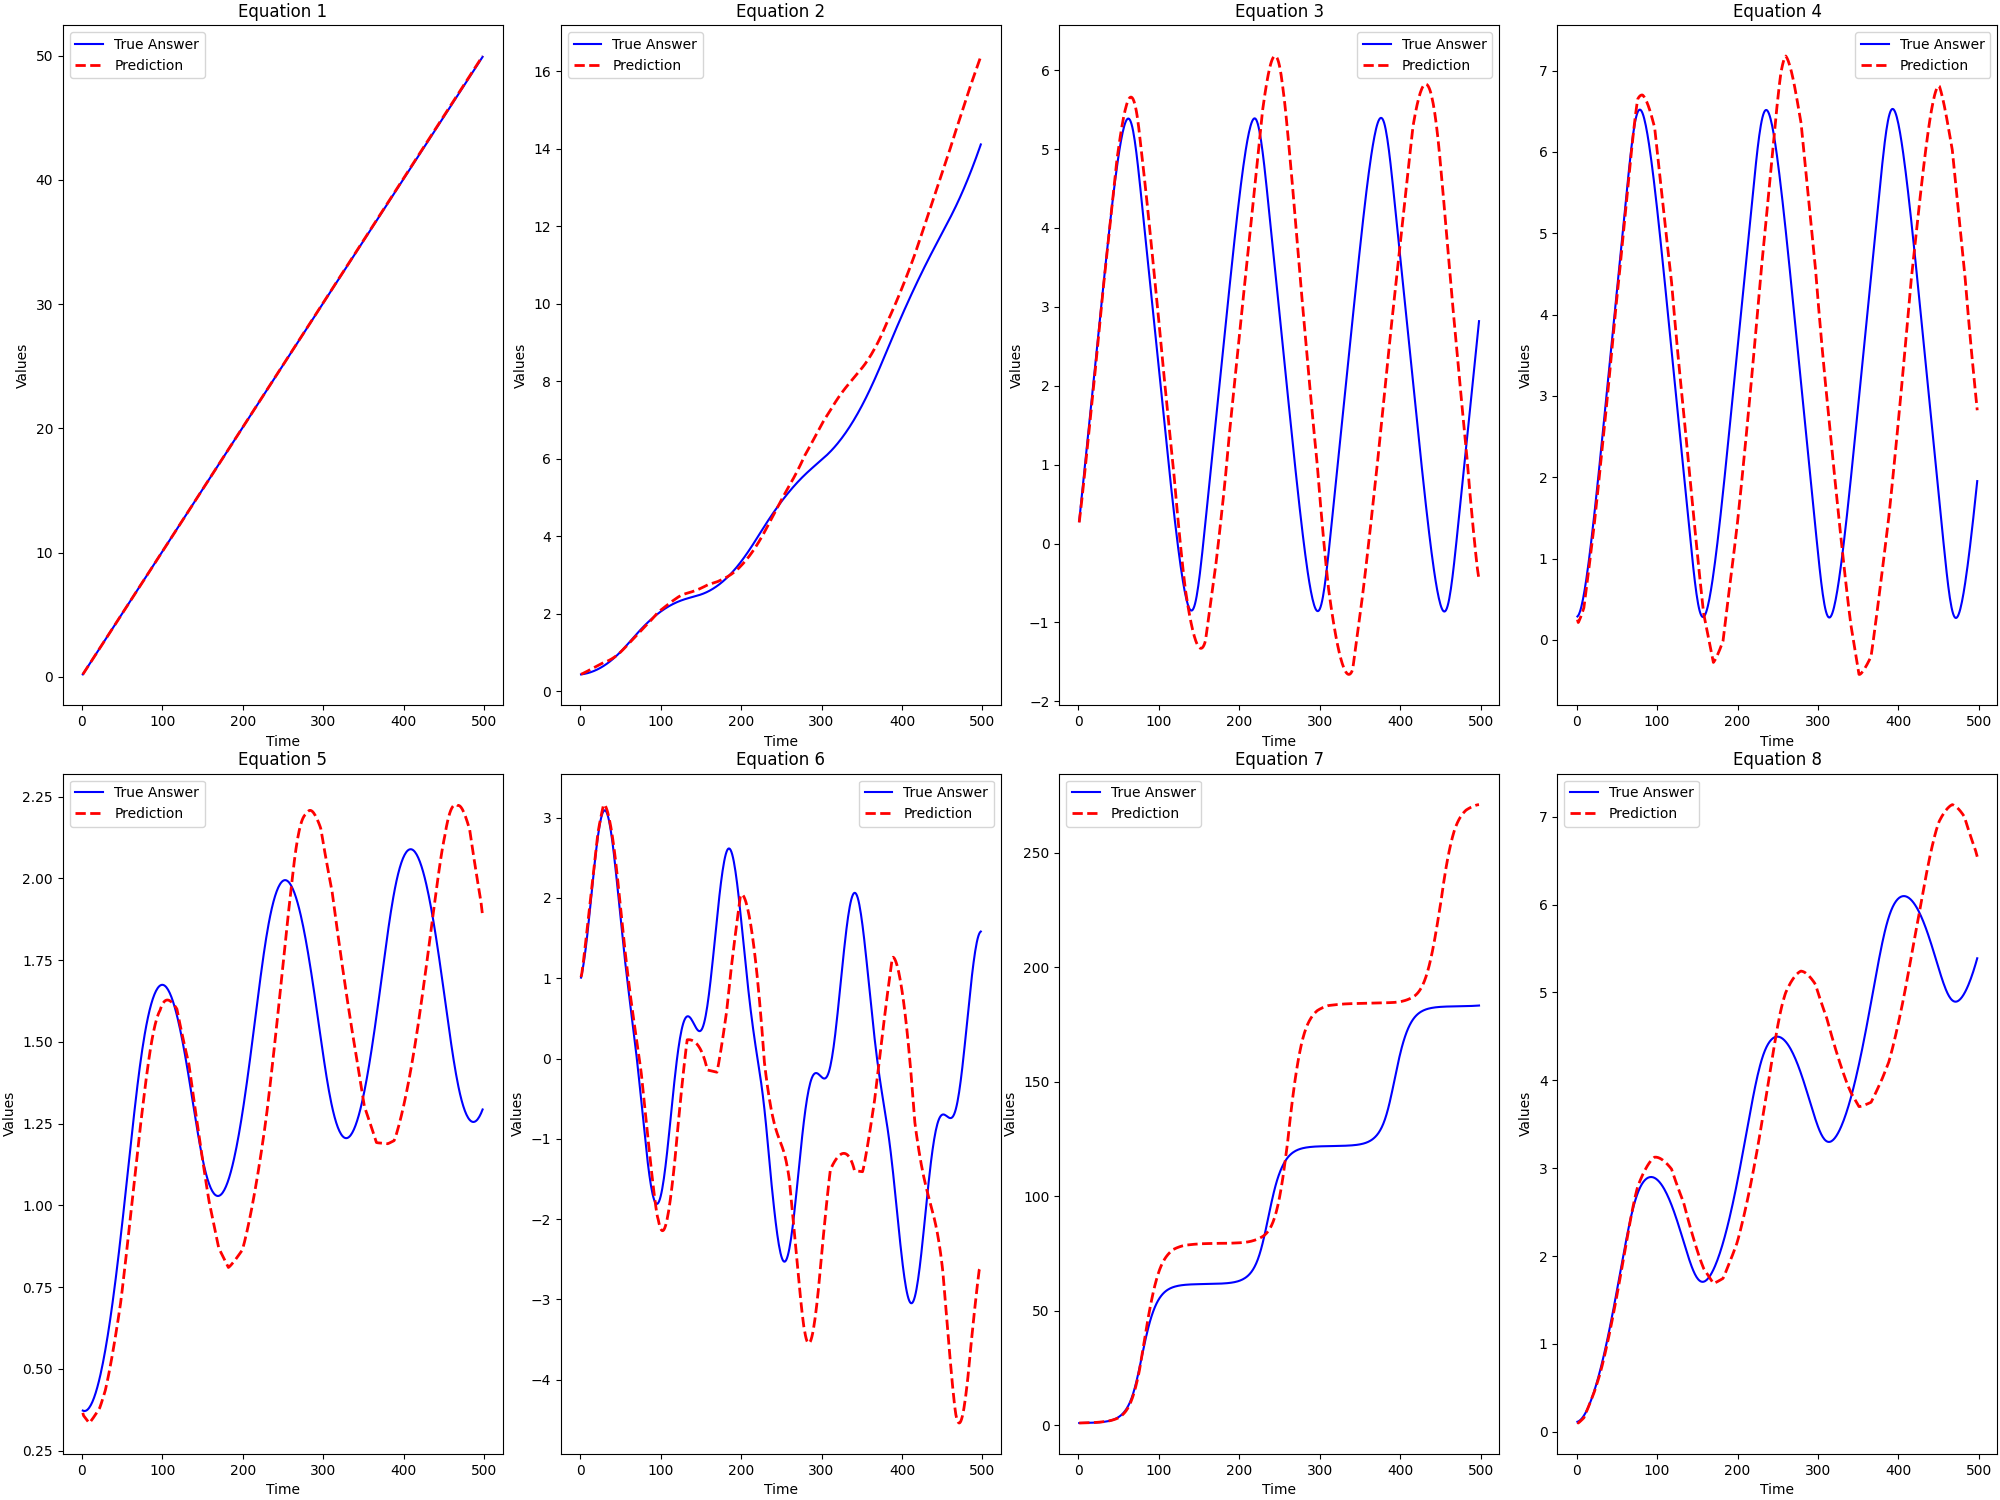 Equation 1
True Answer
Prediction
50
40
30
20
10
0
Values
0 100 200 300 400 500
Time
Equation 2
True Answer
Prediction
16
14
12
10
8
6
4
2
0
Values
0 100 200 300 400 500
Time
Equation 3
True Answer
Prediction
6
5
4
3
2
1
0
−1
−2
Values
0 100 200 300 400 500
Time
Equation 4
True Answer
Prediction
7
6
5
4
3
2
1
0
Values
0 100 200 300 400 500
Time
Equation 5
True Answer
Prediction
2.25
2.00
1.75
1.50
1.25
1.00
0.75
0.50
0.25
Values
0 100 200 300 400 500
Time
Equation 6
True Answer
Prediction
3
2
1
0
−1
−2
−3
−4
Values
0 100 200 300 400 500
Time
Equation 7
True Answer
Prediction
250
200
150
100
50
0
Values
0 100 200 300 400 500
Time
Equation 8
True Answer
Prediction
7
6
5
4
3
2
1
0
Values
0 100 200 300 400 500
Time